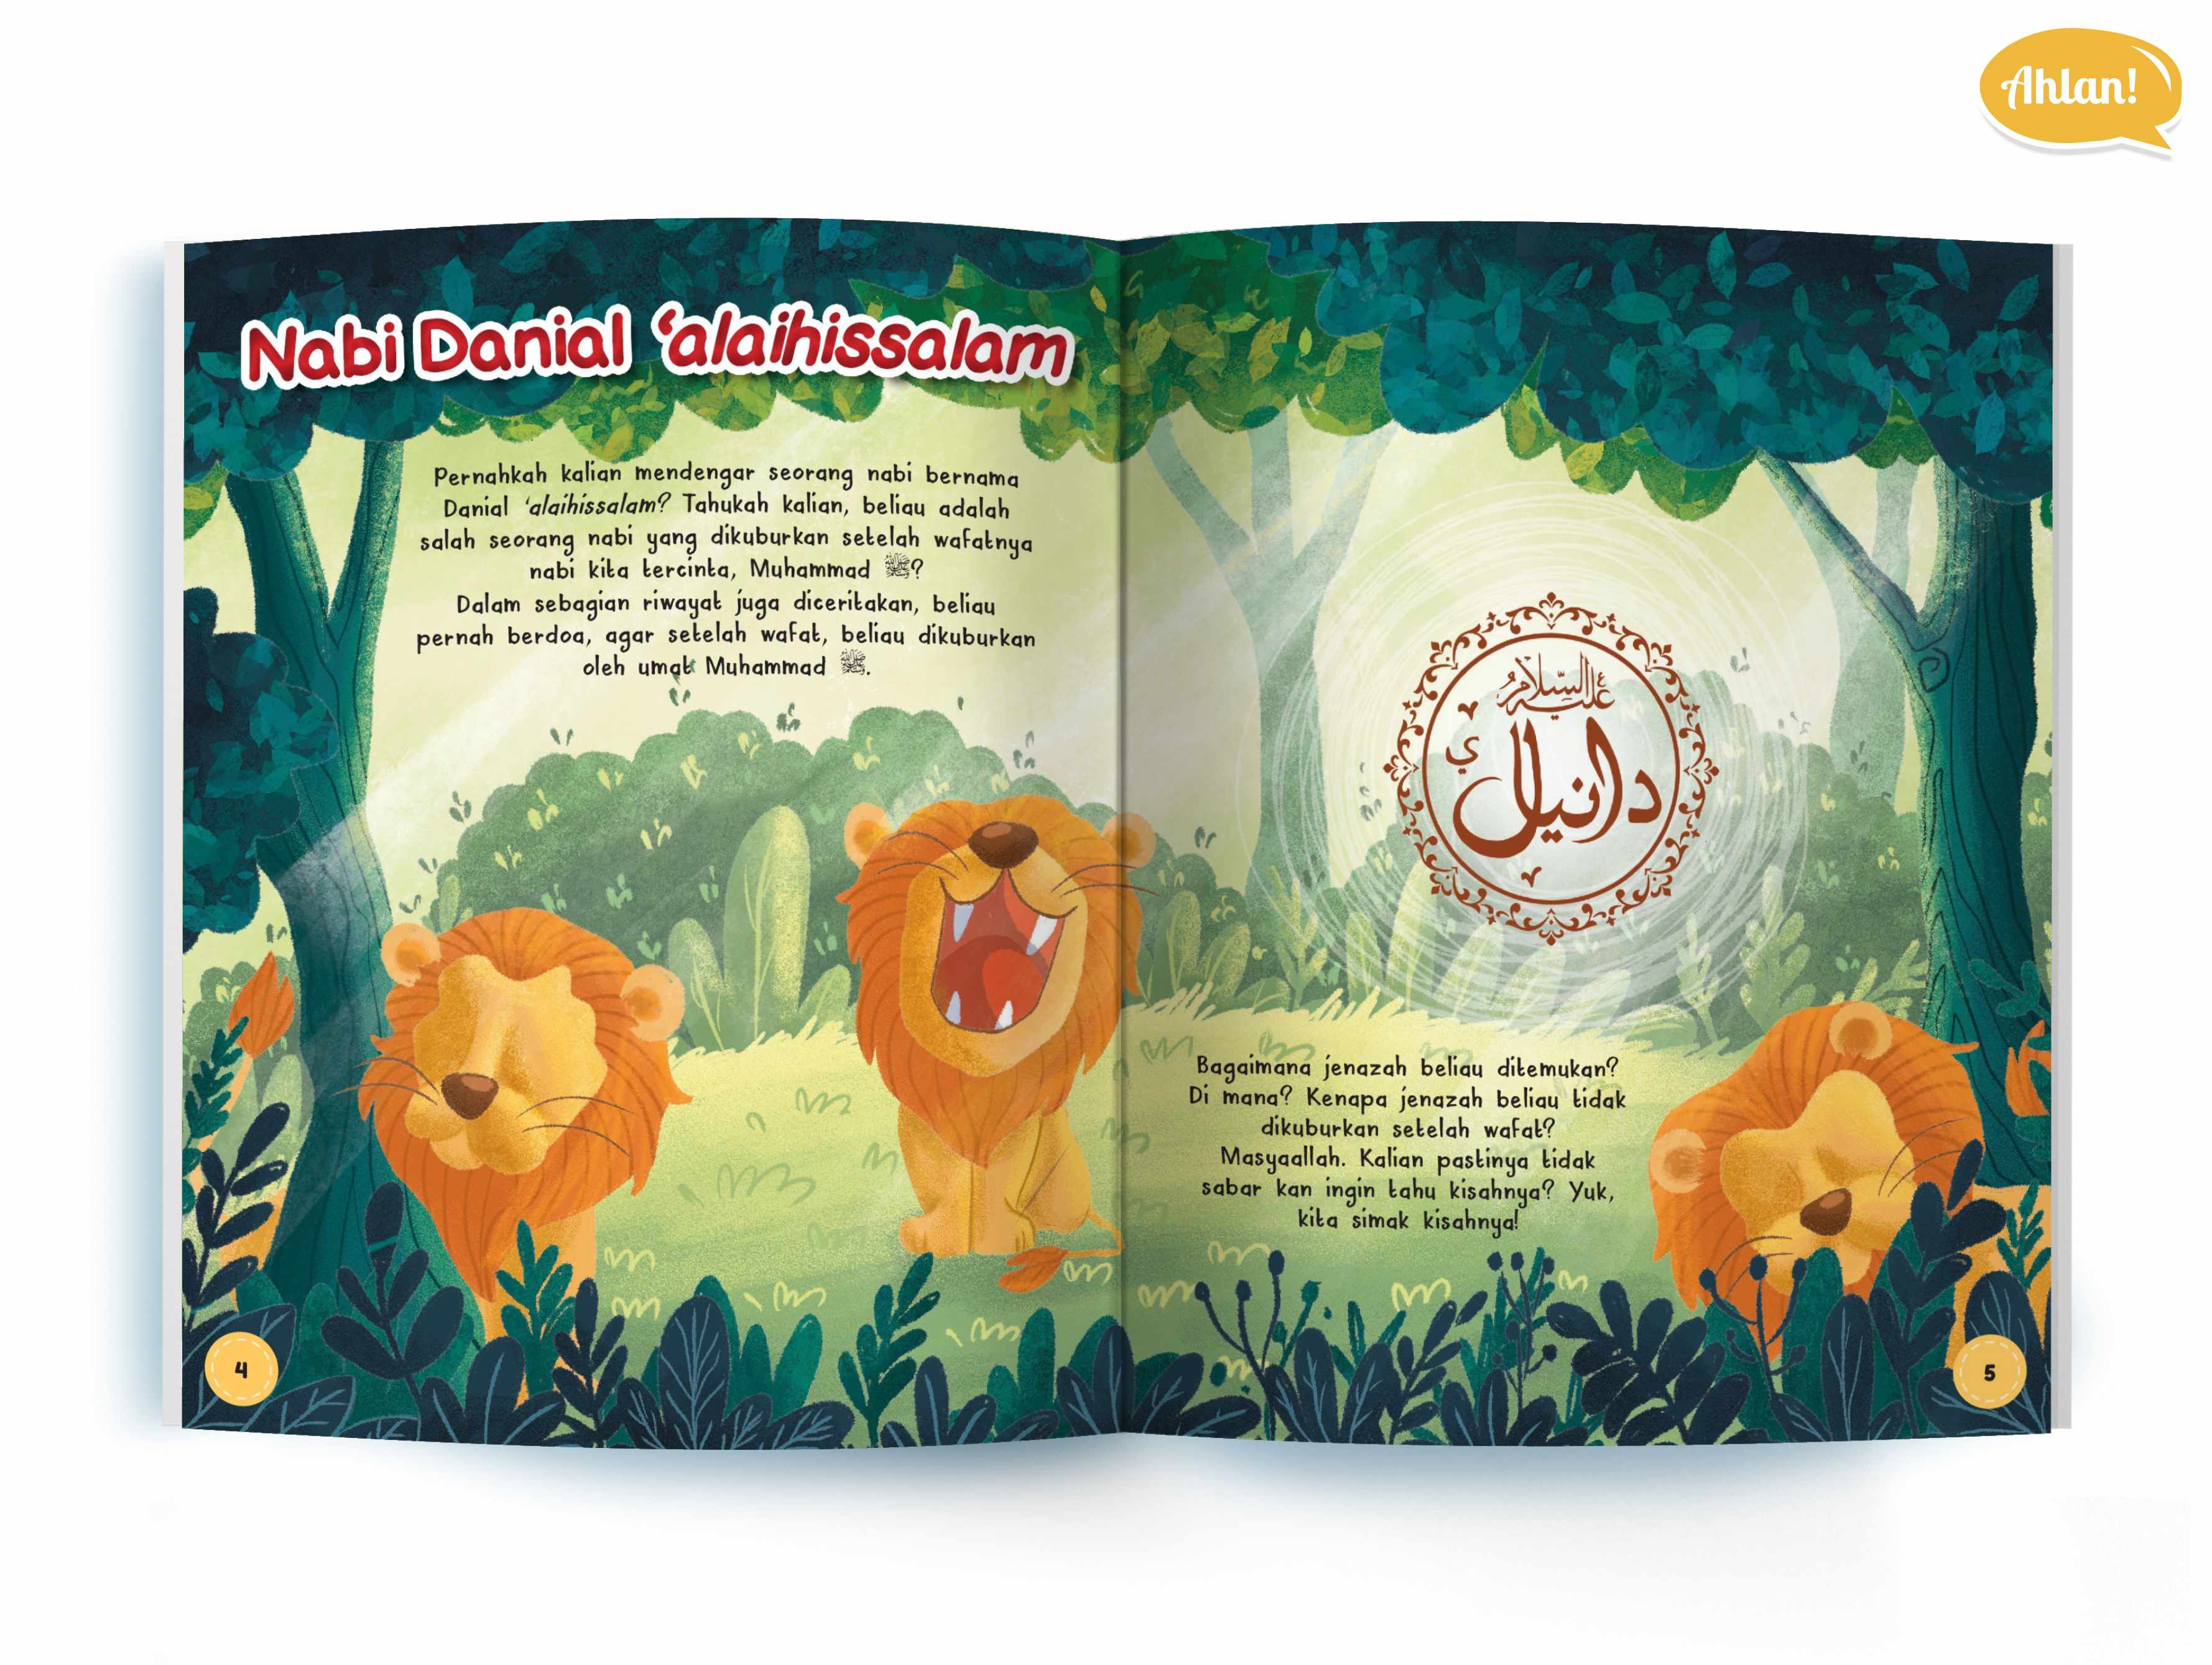 Ahlan!
Nabi Danial ‘alaihissalam
Pernahkah kalian mendengar seorang nabi bernama
Danial ‘alaihissalam? Tahukah kalian, beliau adalah
salah seorang nabi yang dikuburkan setelah wafatnya
nabi kita tercinta, Muhammad ﷺ?
Dalam sebagian riwayat juga diceritakan, beliau
pernah berdoa, agar setelah wafat, beliau dikuburkan
oleh umat Muhammad ﷺ.
عليه السلام
دانيال
Bagaimana jenazah beliau ditemukan?
Di mana? Kenapa jenazah beliau tidak
dikuburkan setelah wafat?
Masyaallah. Kalian pastinya tidak
sabar kan ingin tahu kisahnya? Yuk,
kita simak kisahnya!
4
5